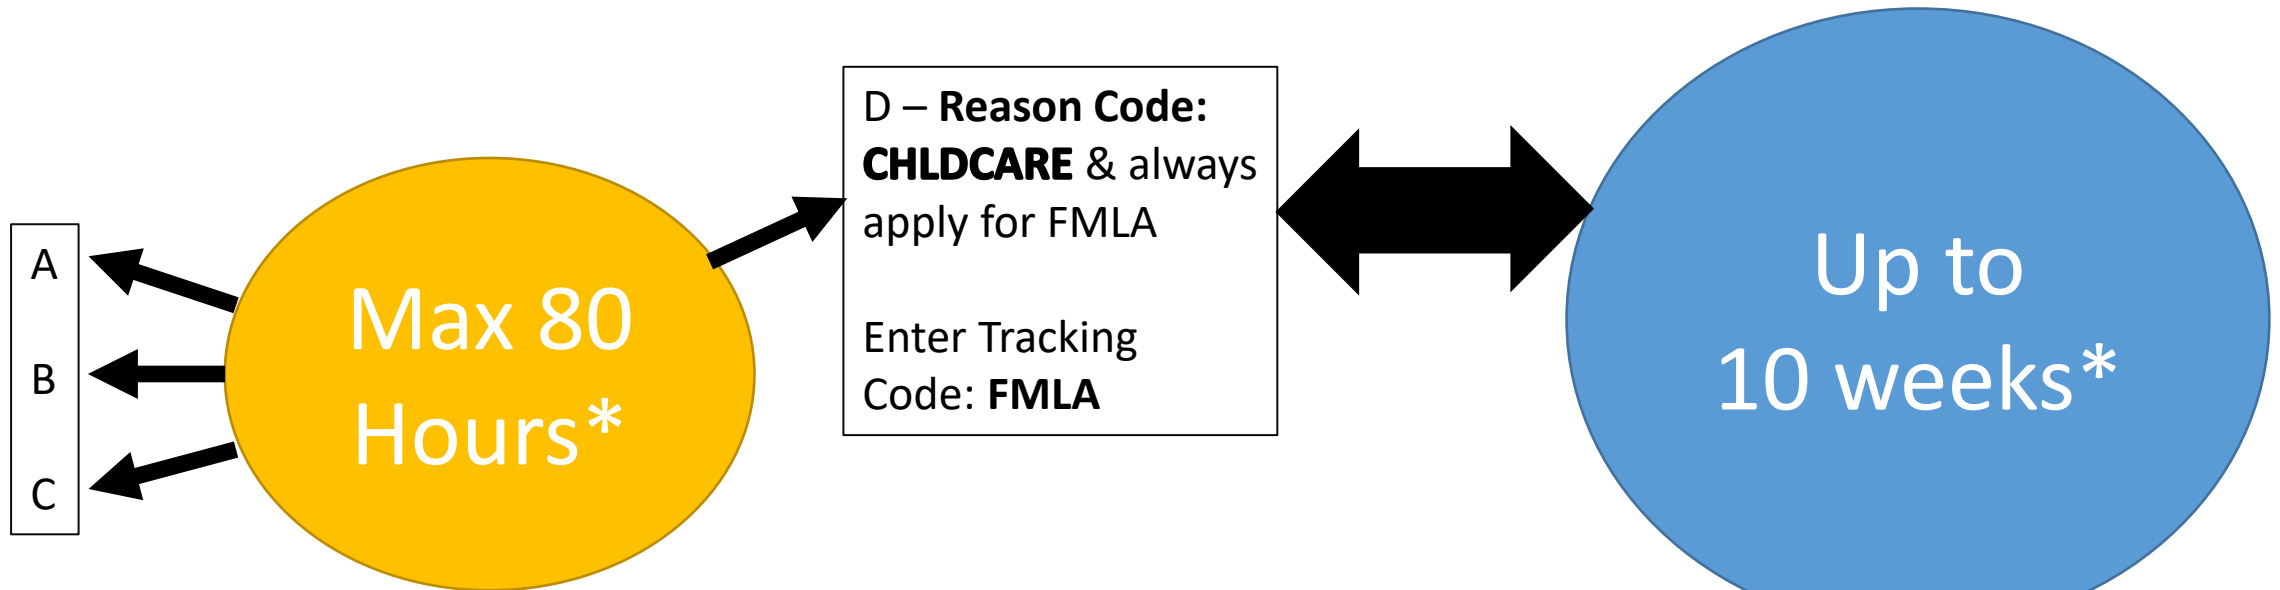 A
B
C
Max 80
Hours*
D – Reason Code:
CHLDCARE & always
apply for FMLA
Enter Tracking
Code: FMLA
Up to
10 weeks*